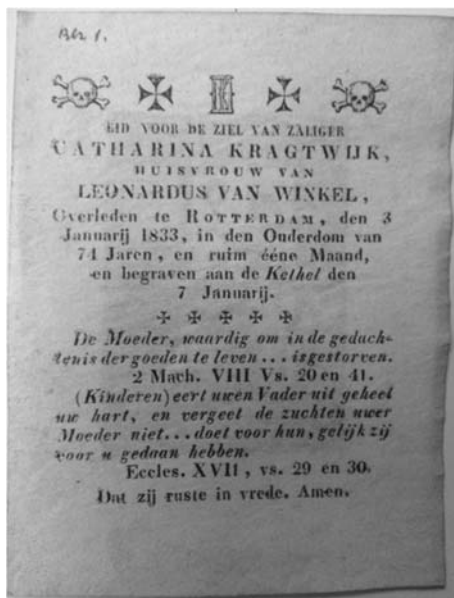 Blz 1.
EID VOOR DE ZIEL VAN ZALIGER
CATHARINA KRAGTWIJK,
HUISVROUW VAN
LEONARDUS VAN WINKEL,
Overleden te ROTTERDAM, den 3
Januarij 1833, in den Ouderdom van
74 Jaren, en ruim ééne Maand,
en begraven aan de Kethel den
7 Januarij.
De Moeder, waardig om in de gedach-
tenis der goeden te leven... is gestorven.
2 Mach. VIII Vs. 20 en 41.
(Kinderen) eert uwen Vader uit geheel
uw hart, en vergeet de zuchten uwer
Moeder niet... doet voor hun, gelijk zij
voor u gedaan hebben.
Eccles. XVII, vs. 29 en 30.
Dat zij ruste in vrede. Amen.